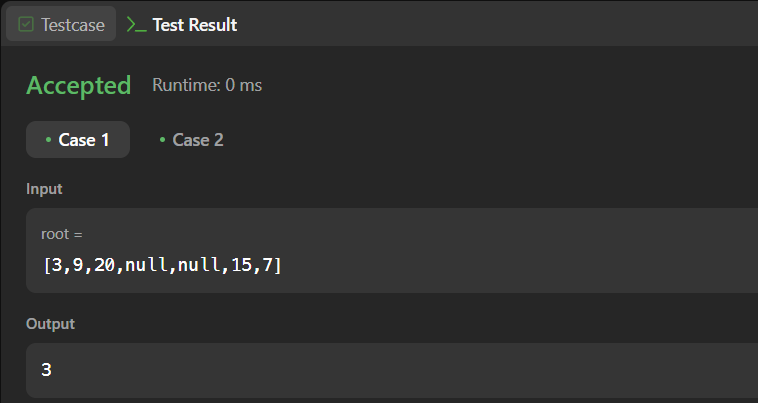 Testcase Test Result
Accepted Runtime: 0 ms
Case 1 Case 2
Input
root =
[3,9,20,null,null,15,7]
Output
3